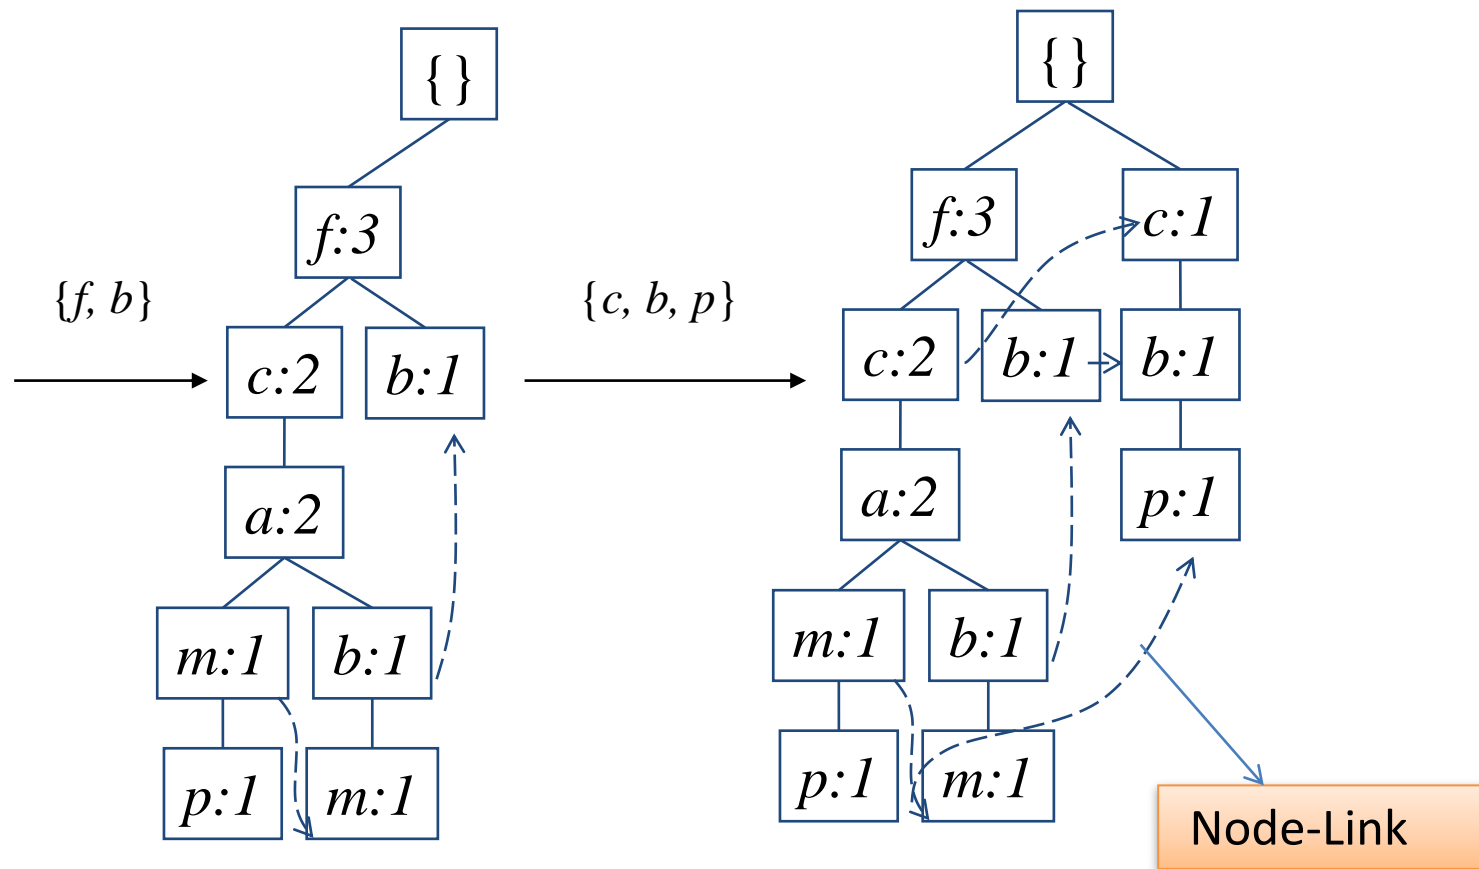 {f, b}
{}
f:3
c:2
b:1
a:2
m:1
b:1
p:1
m:1
{c, b, p}
{}
f:3
c:1
c:2
b:1
b:1
a:2
p:1
m:1
b:1
p:1
m:1
Node-Link